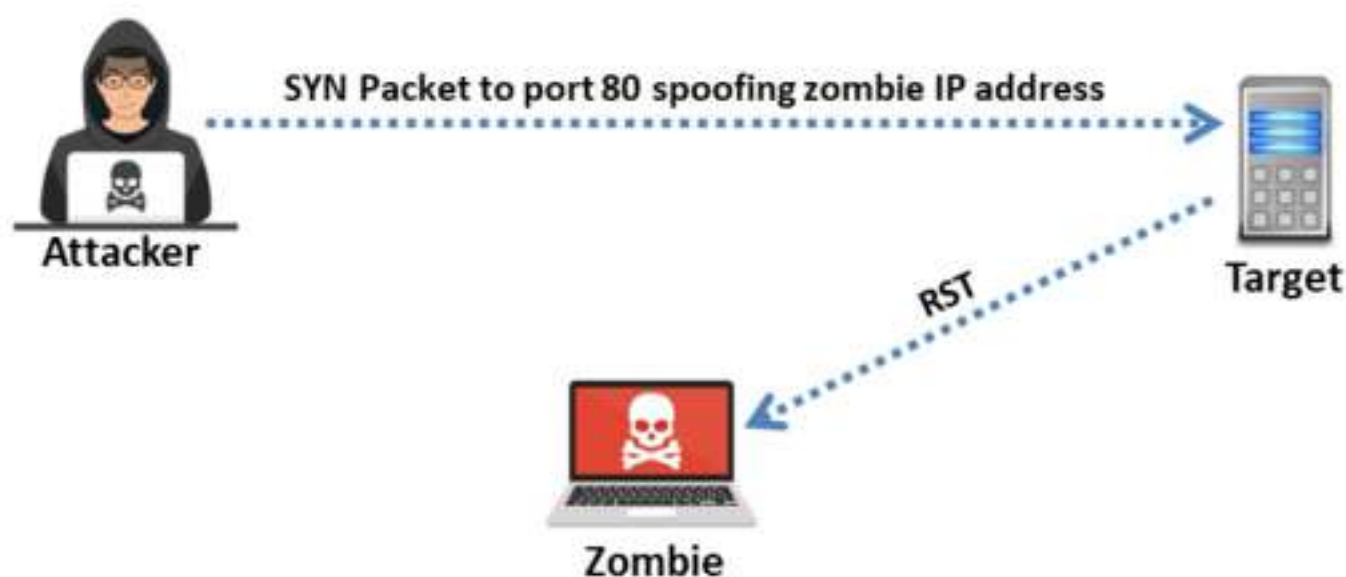 SYN Packet to port 80 spoofing zombie IP address
Attacker
Target
RST
Zombie